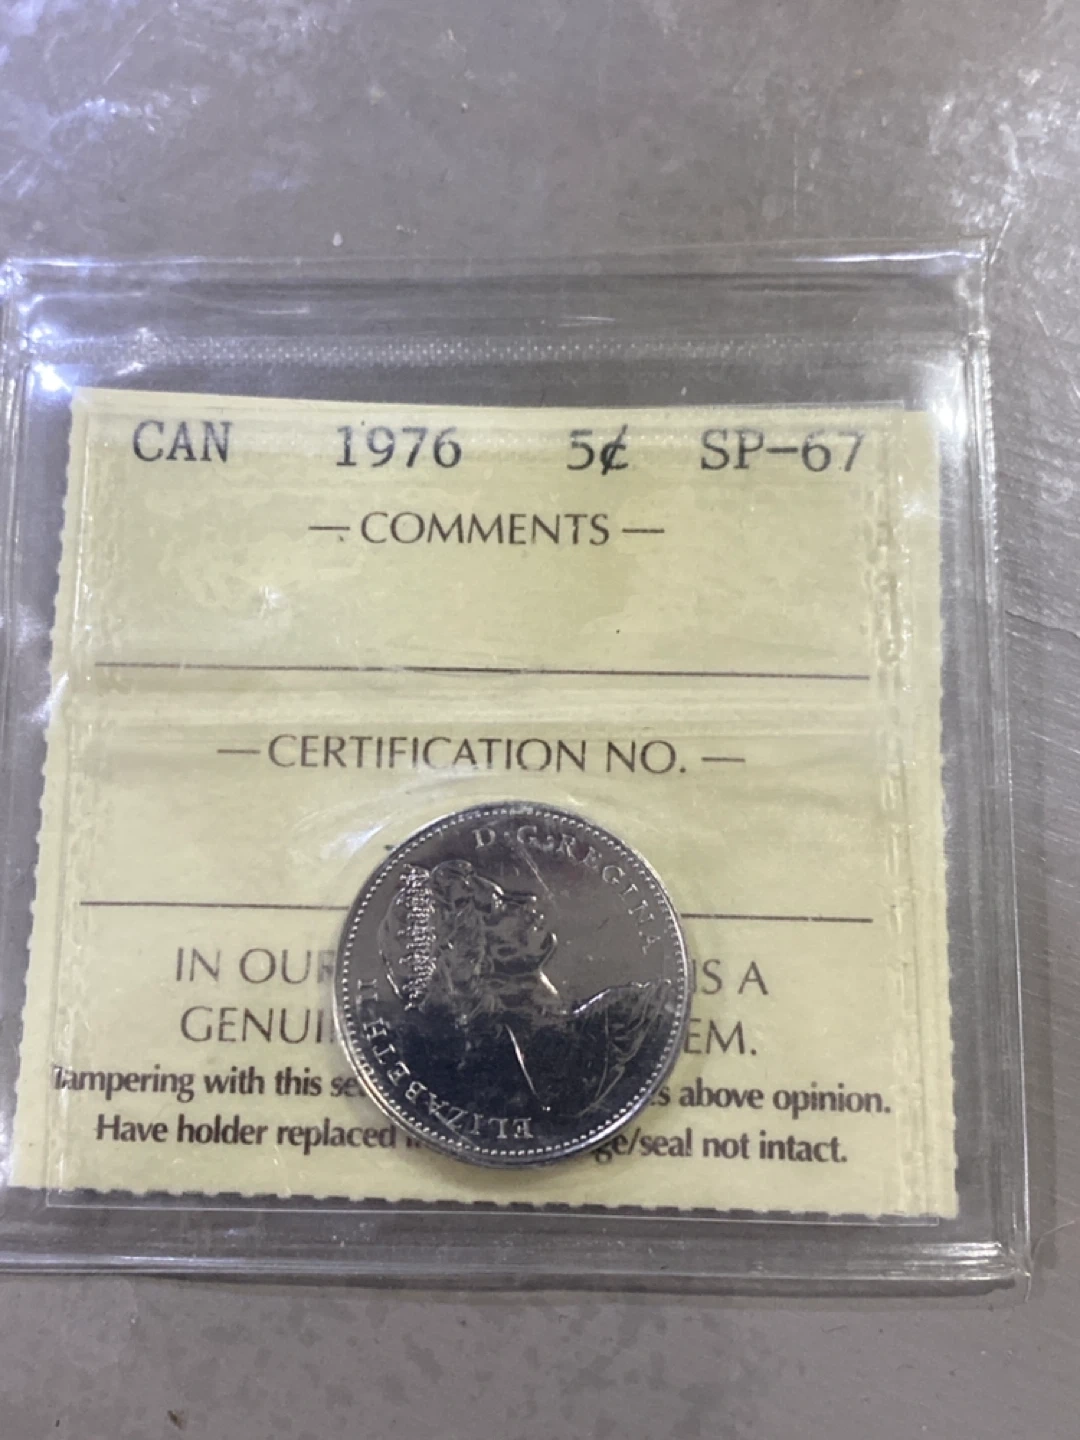 CAN 1976 5¢ SP-67
— COMMENTS —
— CERTIFICATION NO. —
IN OUR IS A
GENUI EM.
Tampering with this se s above opinion.
Have holder replaced ge/seal not intact.
ELIZABETH II D·G·REGINA